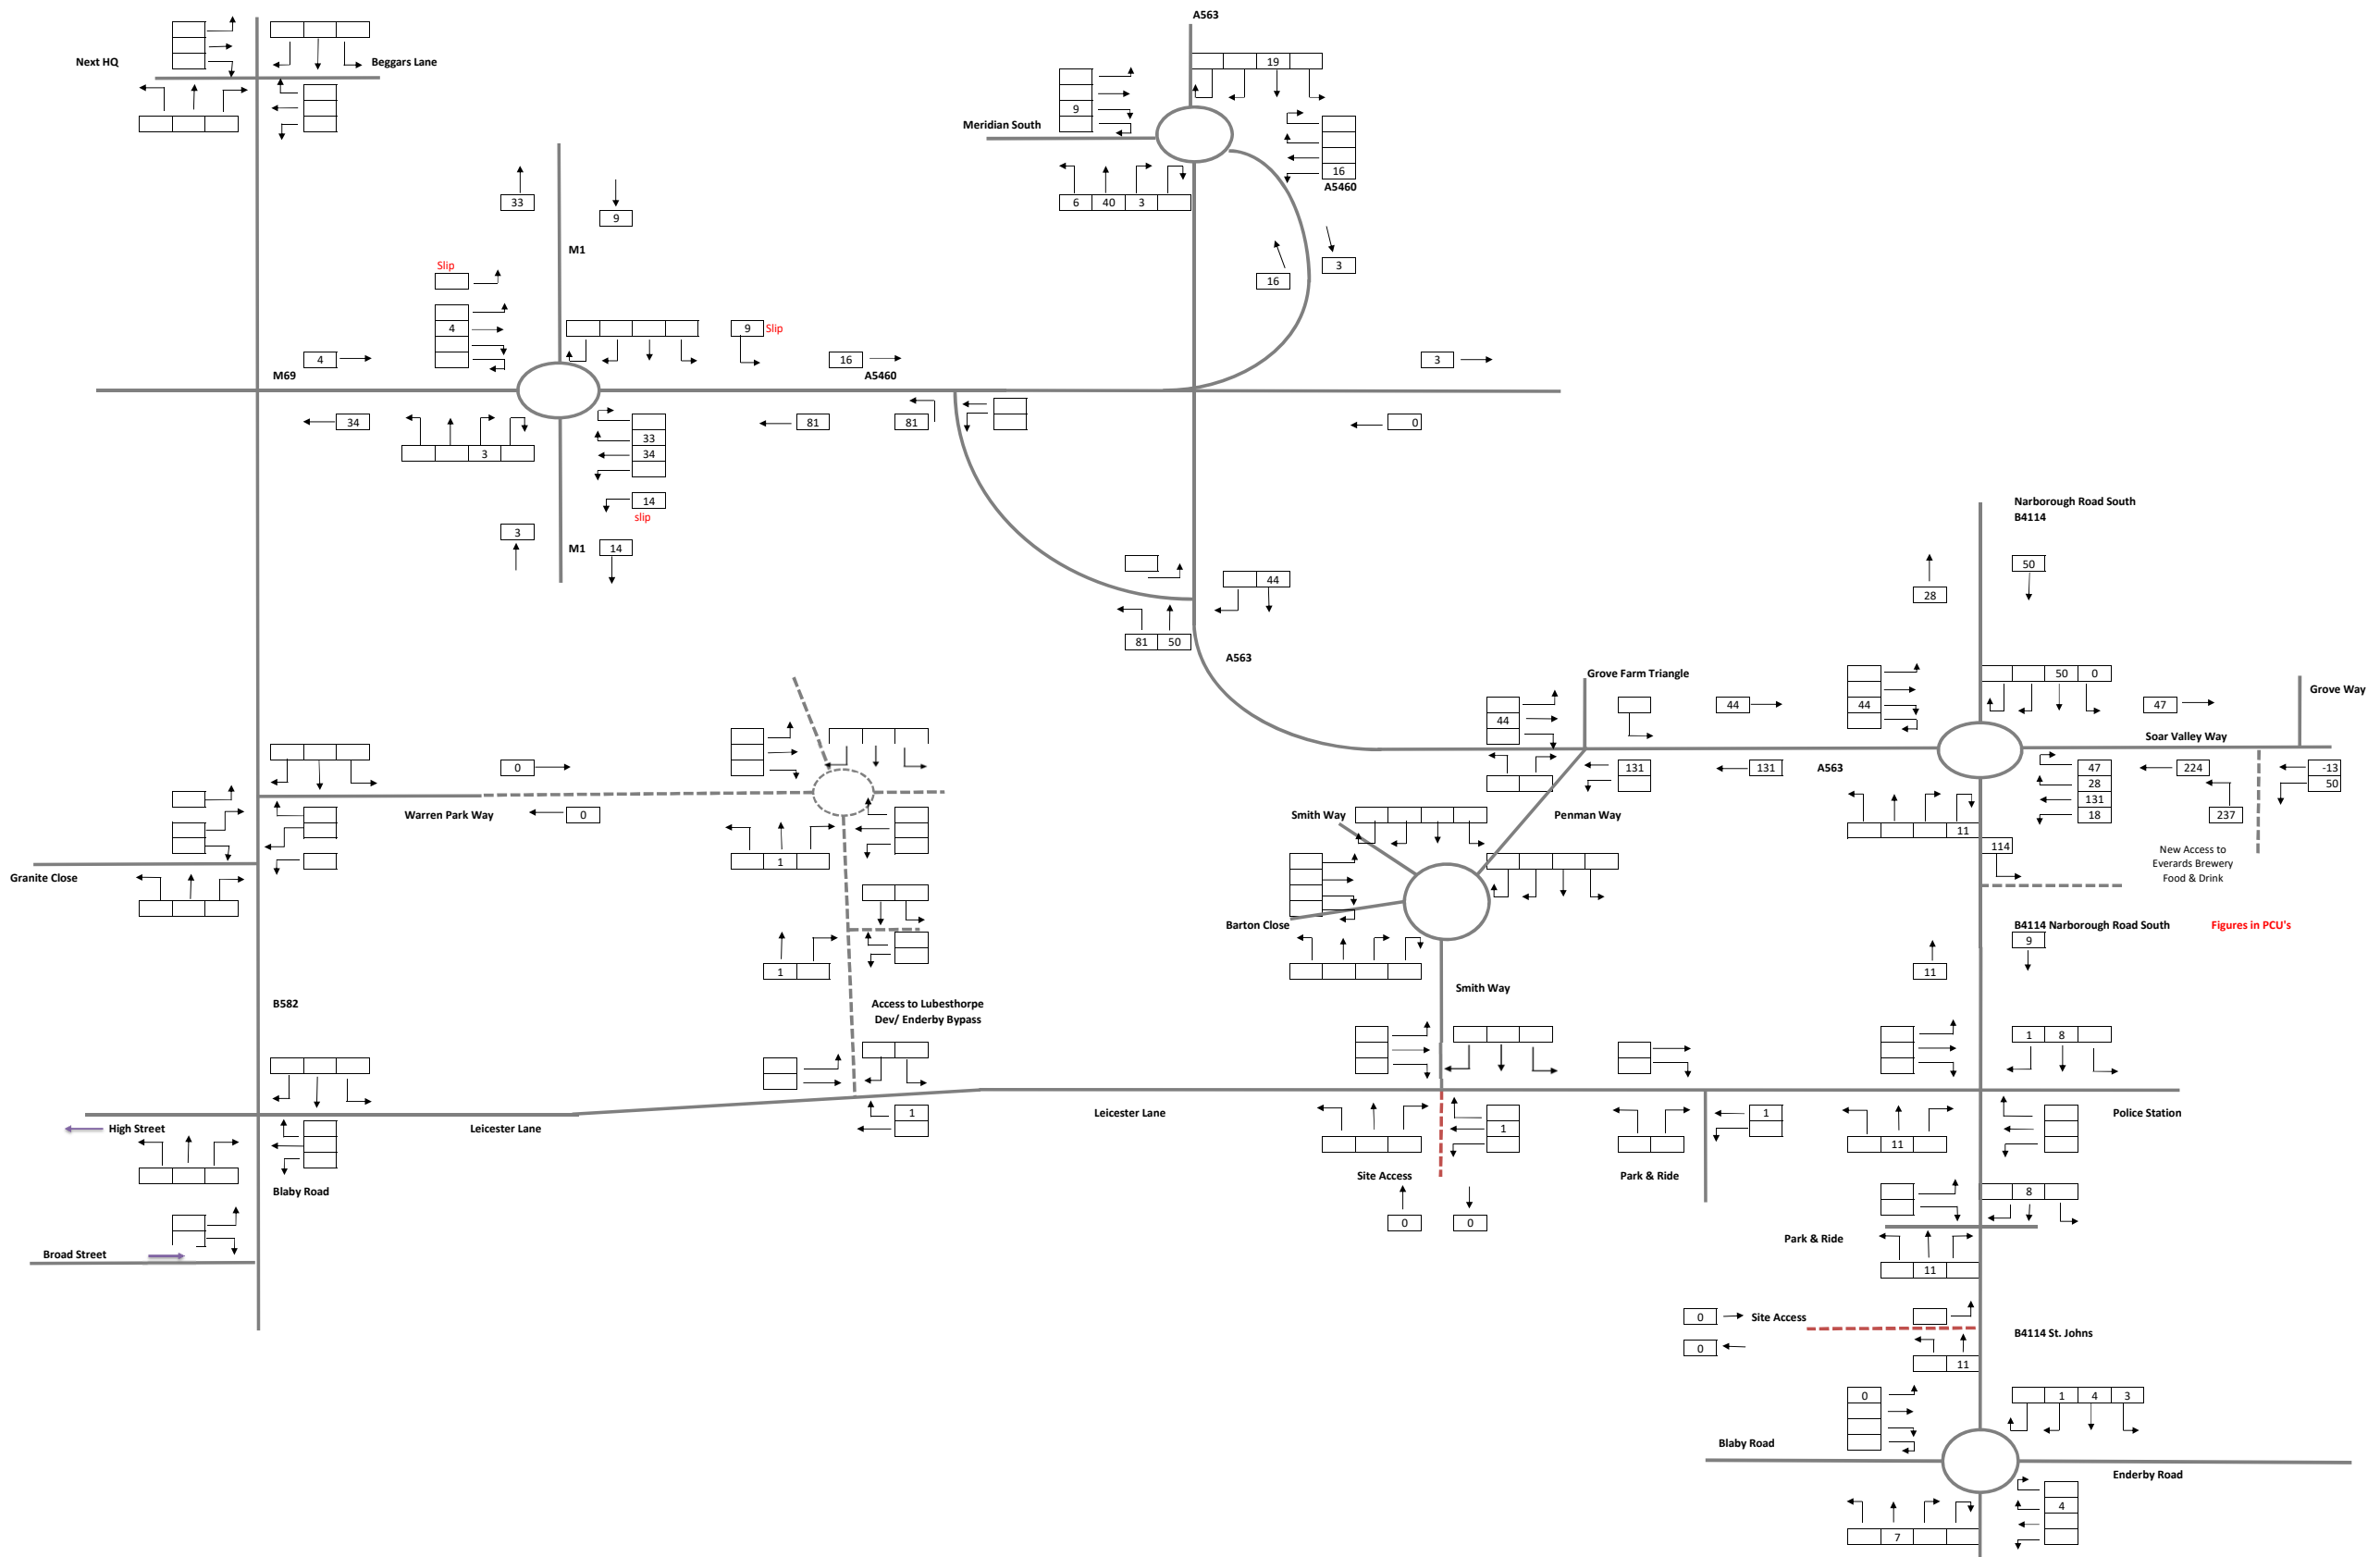 A563
19
Next HQ
Beggars Lane
9
Meridian South
16
A5460
33
9
6 40 3
M1
Slip
3
16
4
9 Slip
4
16
3
M69
A5460
34
81
81
0
33
3
34
14
slip
Narborough Road South
B4114
3
M1
14
50
44
28
81 50
A563
Grove Farm Triangle
50 0
Grove Way
44
44
47
44
Soar Valley Way
0
131
131
A563
47
224
-13
28
50
131
Warren Park Way
0
Smith Way
Penman Way
18
237
11
114
1
New Access to
Everards Brewery
Food & Drink
Granite Close
Barton Close
B4114 Narborough Road South
Figures in PCU's
9
1
11
Smith Way
B582
Access to Lubesthorpe
Dev/ Enderby Bypass
1 8
1
Leicester Lane
1
Police Station
High Street
Leicester Lane
1
11
Site Access
Park & Ride
Blaby Road
8
0
0
Broad Street
Park & Ride
11
0
Site Access
B4114 St. Johns
0
11
0
1 4 3
Blaby Road
Enderby Road
4
7